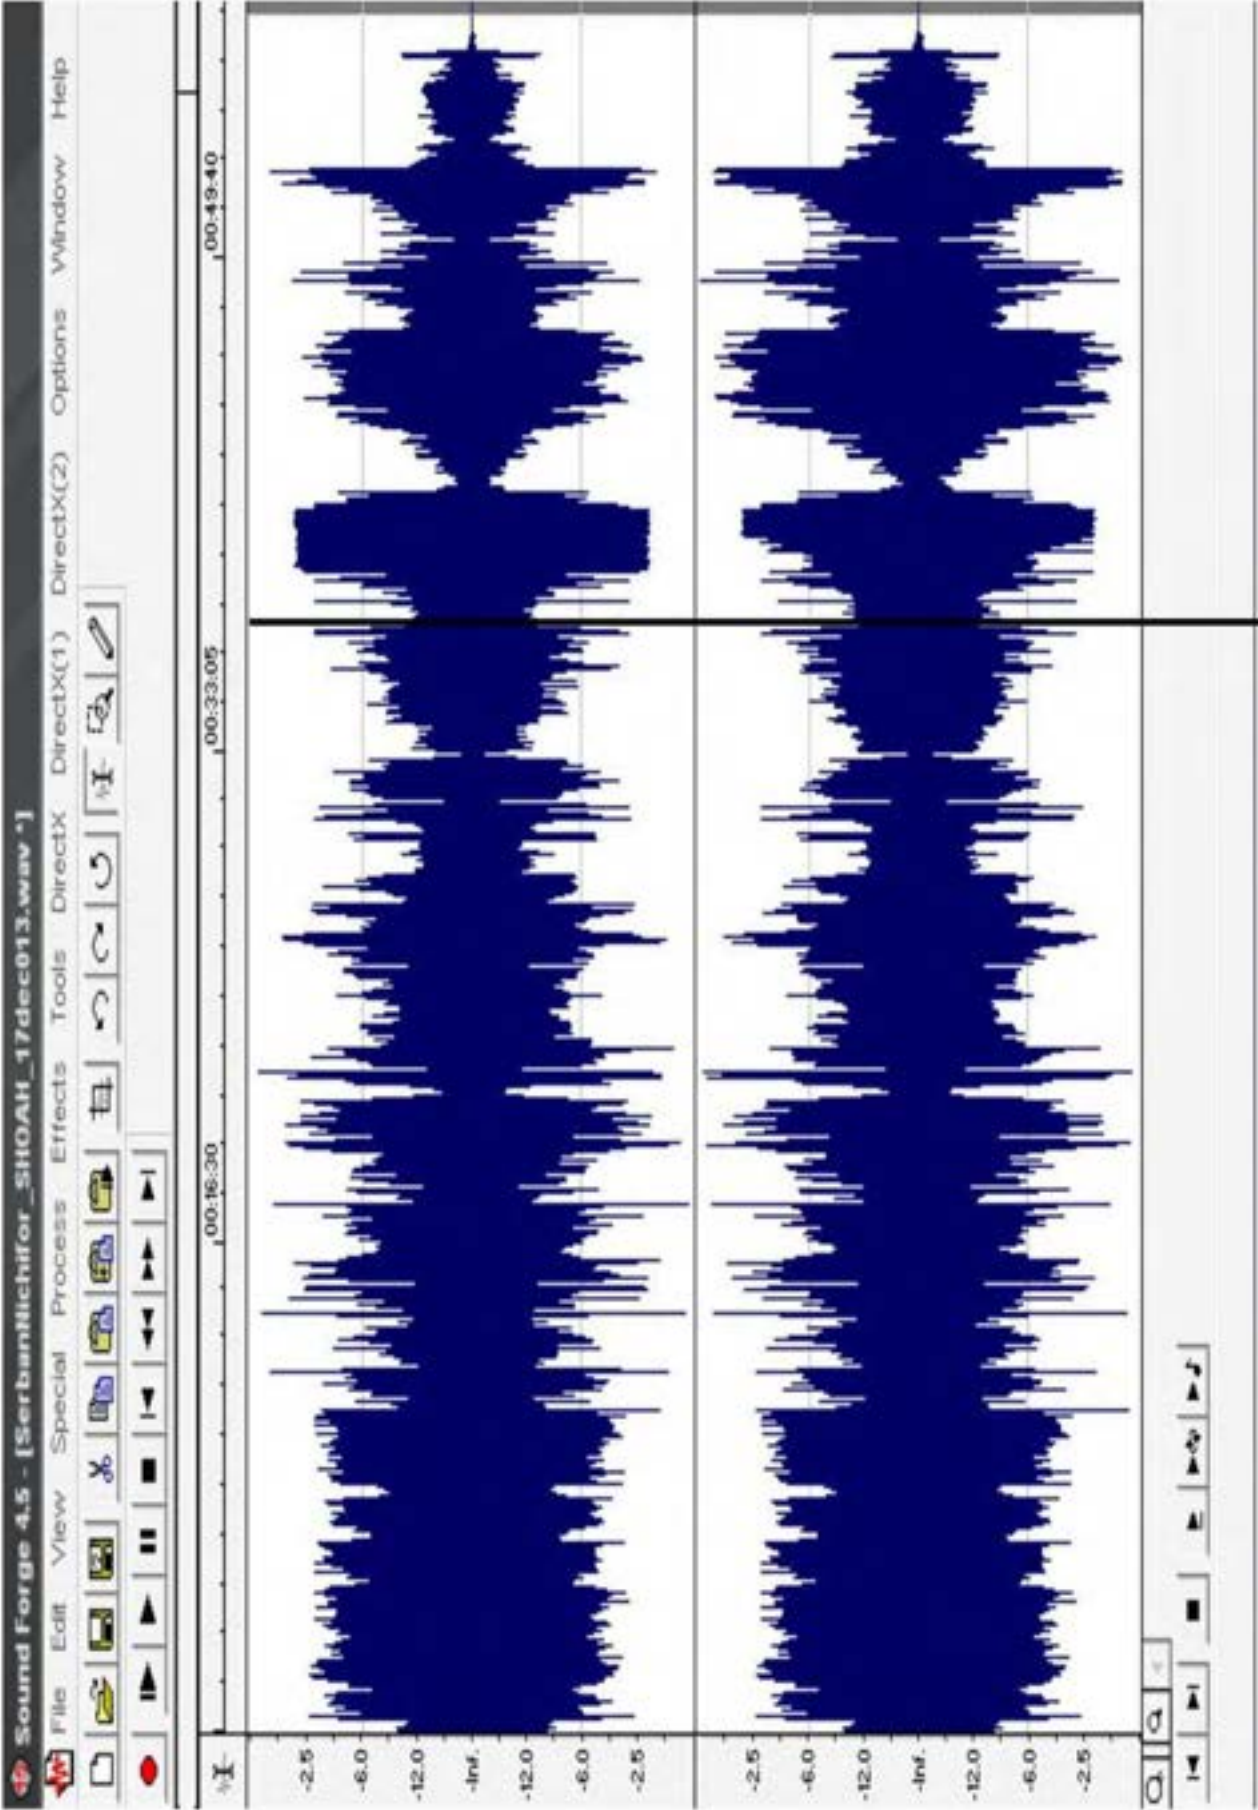 Sound Forge 4.5 - [SerbanNichifor_SHOAH_17dec013.wav *]
File Edit View Special Process Effects Tools DirectX DirectX(1) DirectX(2) Options Window Help
,00:16:30 ,00:33:05 ,00:49:40
-2.5
-6.0
-12.0
-Inf.
-12.0
-6.0
-2.5
-2.5
-6.0
-12.0
-Inf.
-12.0
-6.0
-2.5